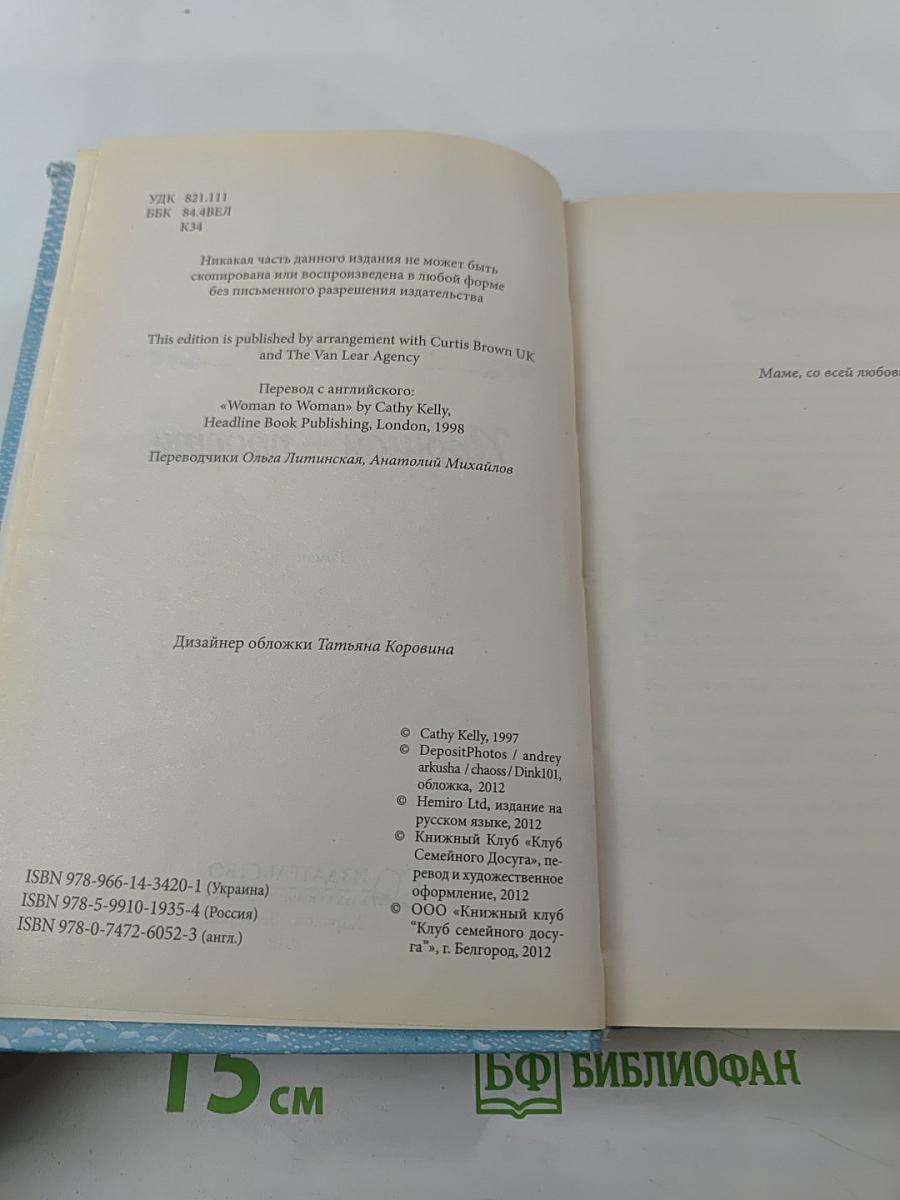 УДК 821.111
ББК 84.4ВЕЛ
К34
Никакая часть данного издания не может быть
скопирована или воспроизведена в любой форме
без письменного разрешения издательства
This edition is published by arrangement with Curtis Brown UK
and The Van Lear Agency
Перевод с английского:
«Woman to Woman» by Cathy Kelly,
Headline Book Publishing, London, 1998
Переводчики Ольга Литинская, Анатолий Михайлов
Дизайнер обложки Татьяна Коровина
© Cathy Kelly, 1997
© DepositPhotos / andrey
arkusha / chaoss / Dink101,
обложка, 2012
© Hemiro Ltd, издание на
русском языке, 2012
© Книжный Клуб «Клуб
Семейного Досуга», пе-
ревод и художественное
оформление, 2012
© ООО «Книжный клуб
"Клуб семейного досу-
га"», г. Белгород, 2012
ISBN 978-966-14-3420-1 (Украина)
ISBN 978-5-9910-1935-4 (Россия)
ISBN 978-0-7472-6052-3 (англ.)
Маме, со всей
15 см
БФ БИБЛИОФАН